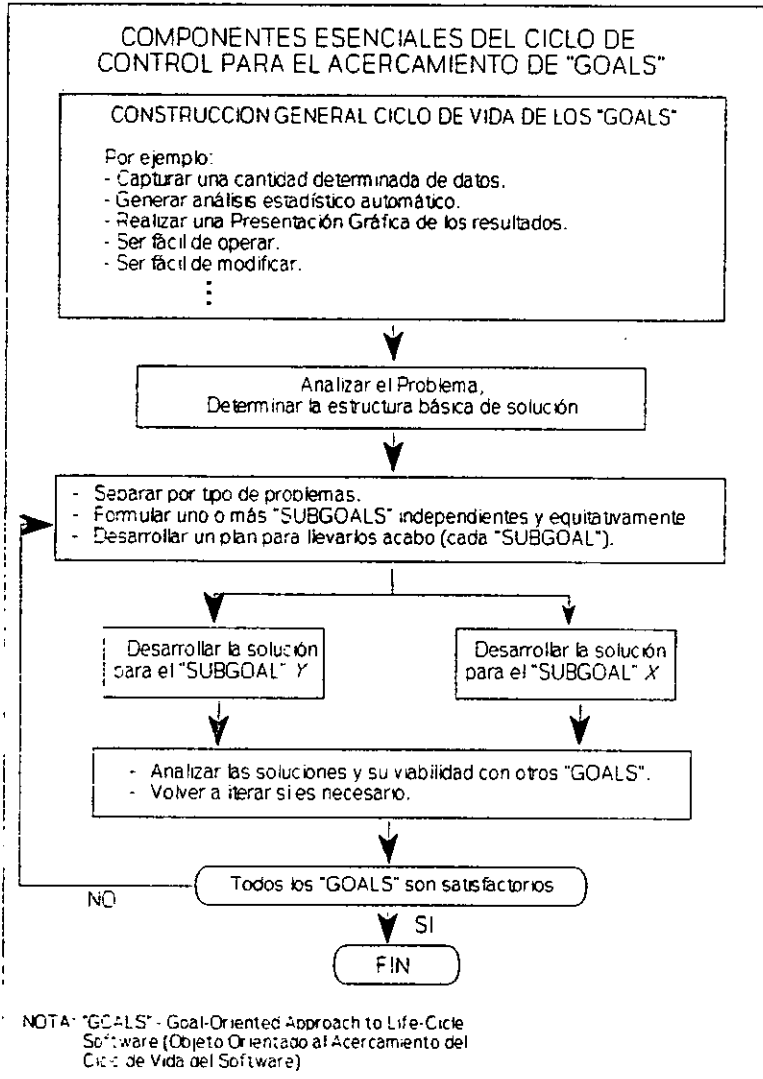 COMPONENTES ESENCIALES DEL CICLO DE
CONTROL PARA EL ACERCAMIENTO DE "GOALS"
CONSTRUCCION GENERAL CICLO DE VIDA DE LOS "GOALS"
Por ejemplo:
- Capturar una cantidad determinada de datos.
- Generar análisis estadístico automático.
- Realizar una Presentación Gráfica de los resultados.
- Ser fácil de operar.
- Ser fácil de modificar.
Analizar el Problema,
Determinar la estructura básica de solución
- Separar por tipo de problemas.
- Formular uno o más "SUBGOALS" independientes y equitativamente
- Desarrollar un plan para llevarlos acabo (cada "SUBGOAL").
Desarrollar la solución
para el "SUBGOAL" Y
Desarrollar la solución
para el "SUBGOAL" X
- Analizar las soluciones y su viabilidad con otros "GOALS".
- Volver a iterar si es necesario.
Todos los "GOALS" son satisfactorios
NO
SI
FIN
NOTA: "GOALS" - Goal-Oriented Approach to Life-Cicle
Software (Objeto Orientado al Acercamiento del
Ciclo de Vida del Software)